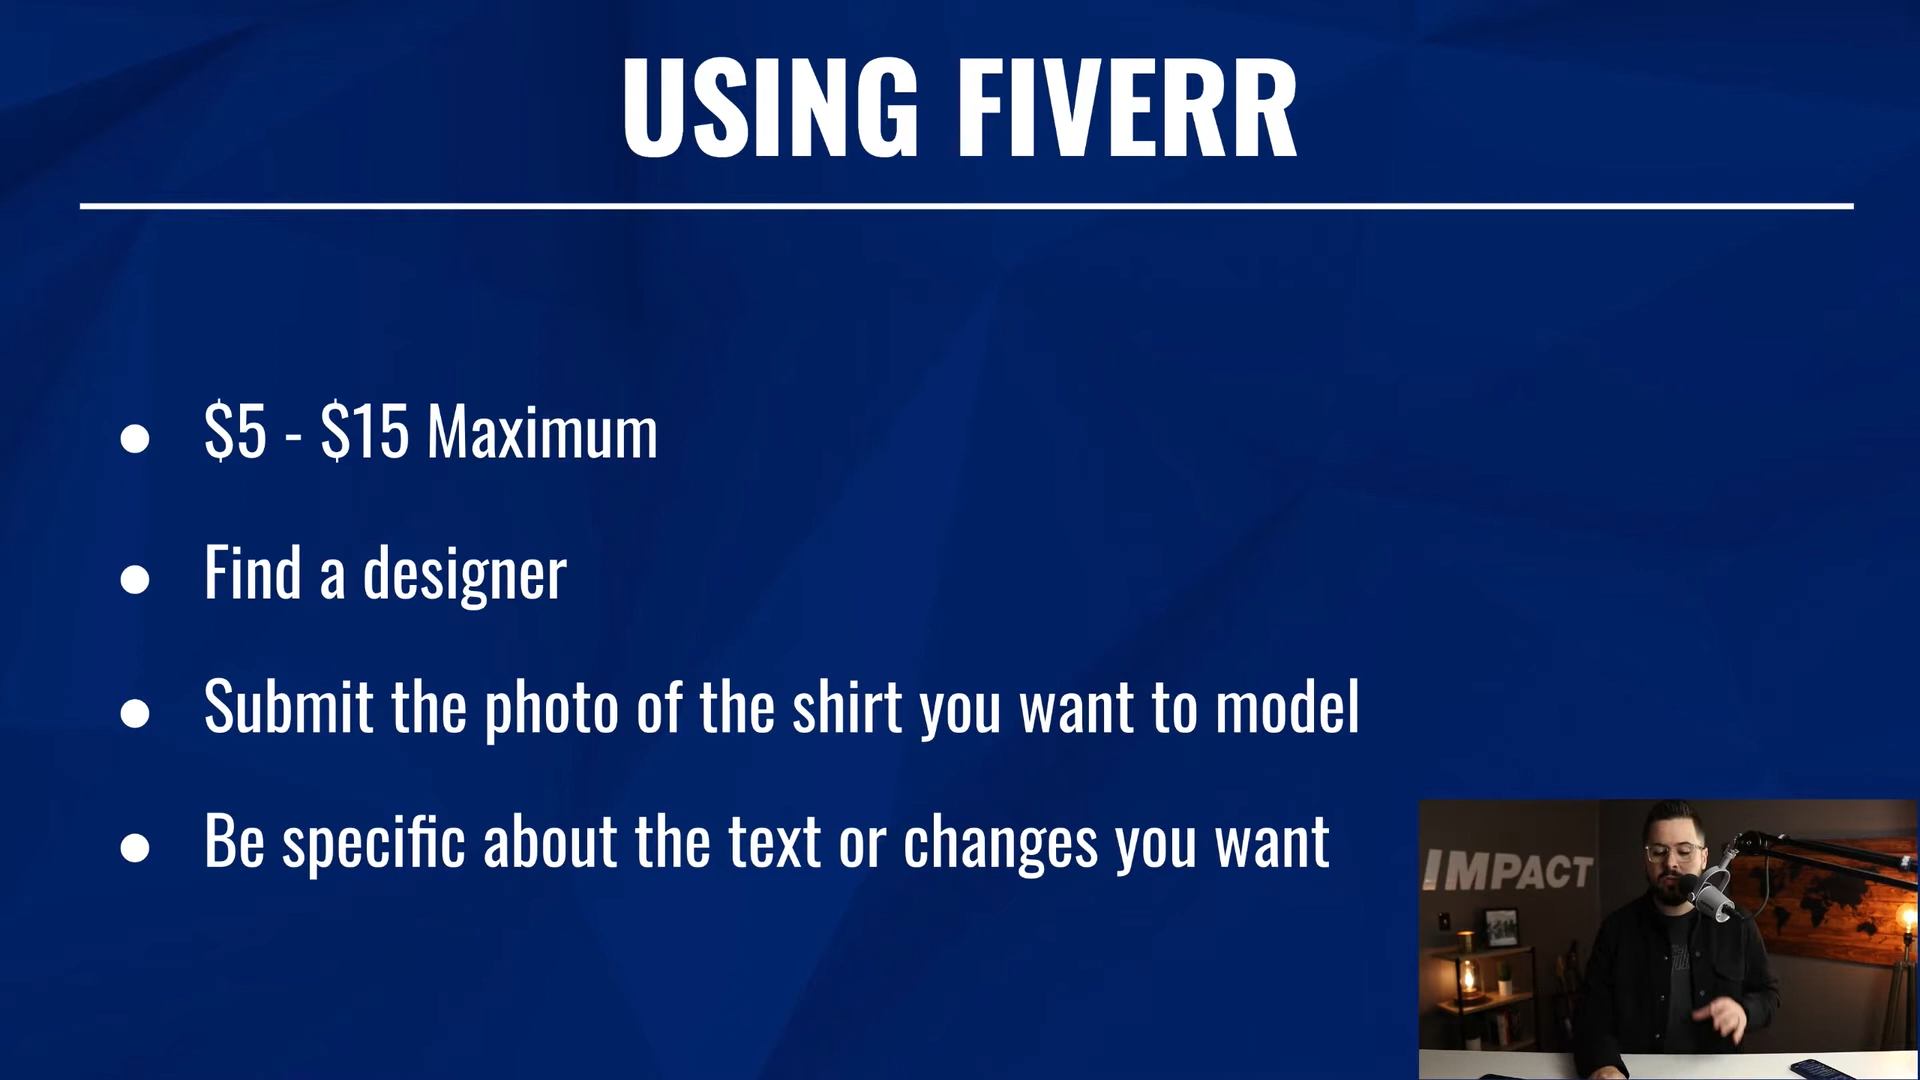 USING FIVERR
● $5 - $15 Maximum
● Find a designer
● Submit the photo of the shirt you want to model
● Be specific about the text or changes you want
IMPACT